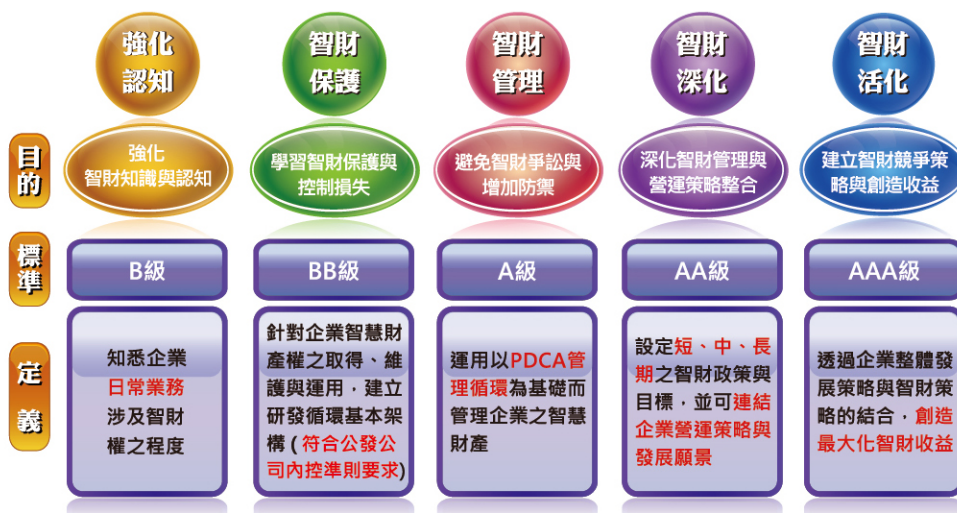 強化
認知
智財
保護
智財
管理
智財
深化
智財
活化
目的
強化
智財知識與認知
學習智財保護與
控制損失
避免智財爭訟與
增加防禦
深化智財管理與
營運策略整合
建立智財競爭策
略與創造收益
標準
B級
BB級
A級
AA級
AAA級
定義
知悉企業
日常業務
涉及智財
權之程度
針對企業智慧財
產權之取得、維
護與運用，建立
研發循環基本架
構（符合公發公
司內控準則要求)
運用以PDCA管
理循環為基礎而
管理企業之智慧
財產
設定短、中、長
期之智財政策與
目標，並可連結
企業營運策略與
發展願景
透過企業整體發
展策略與智財策
略的結合，創造
最大化智財收益